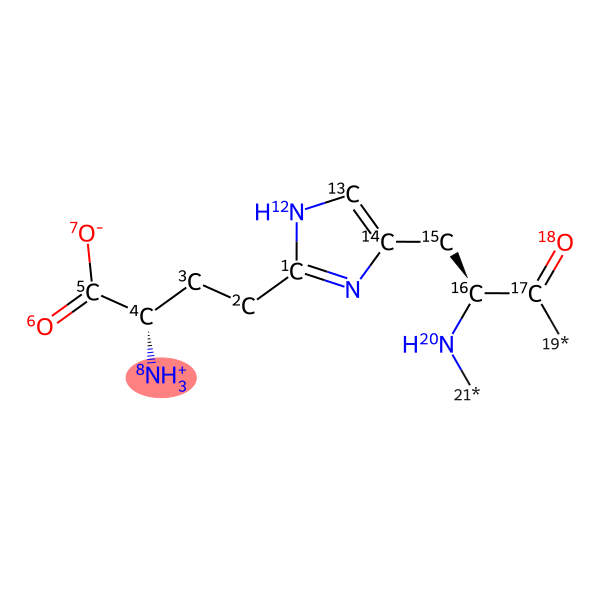 ¹³C
H¹²N
¹⁴C ¹⁵C ¹⁸O
⁷O⁻
¹C
³C
⁵C N ¹⁶C ¹⁷C
²C
⁴C
⁶O H²⁰N ¹⁹*
⁸NH₃⁺
²¹*